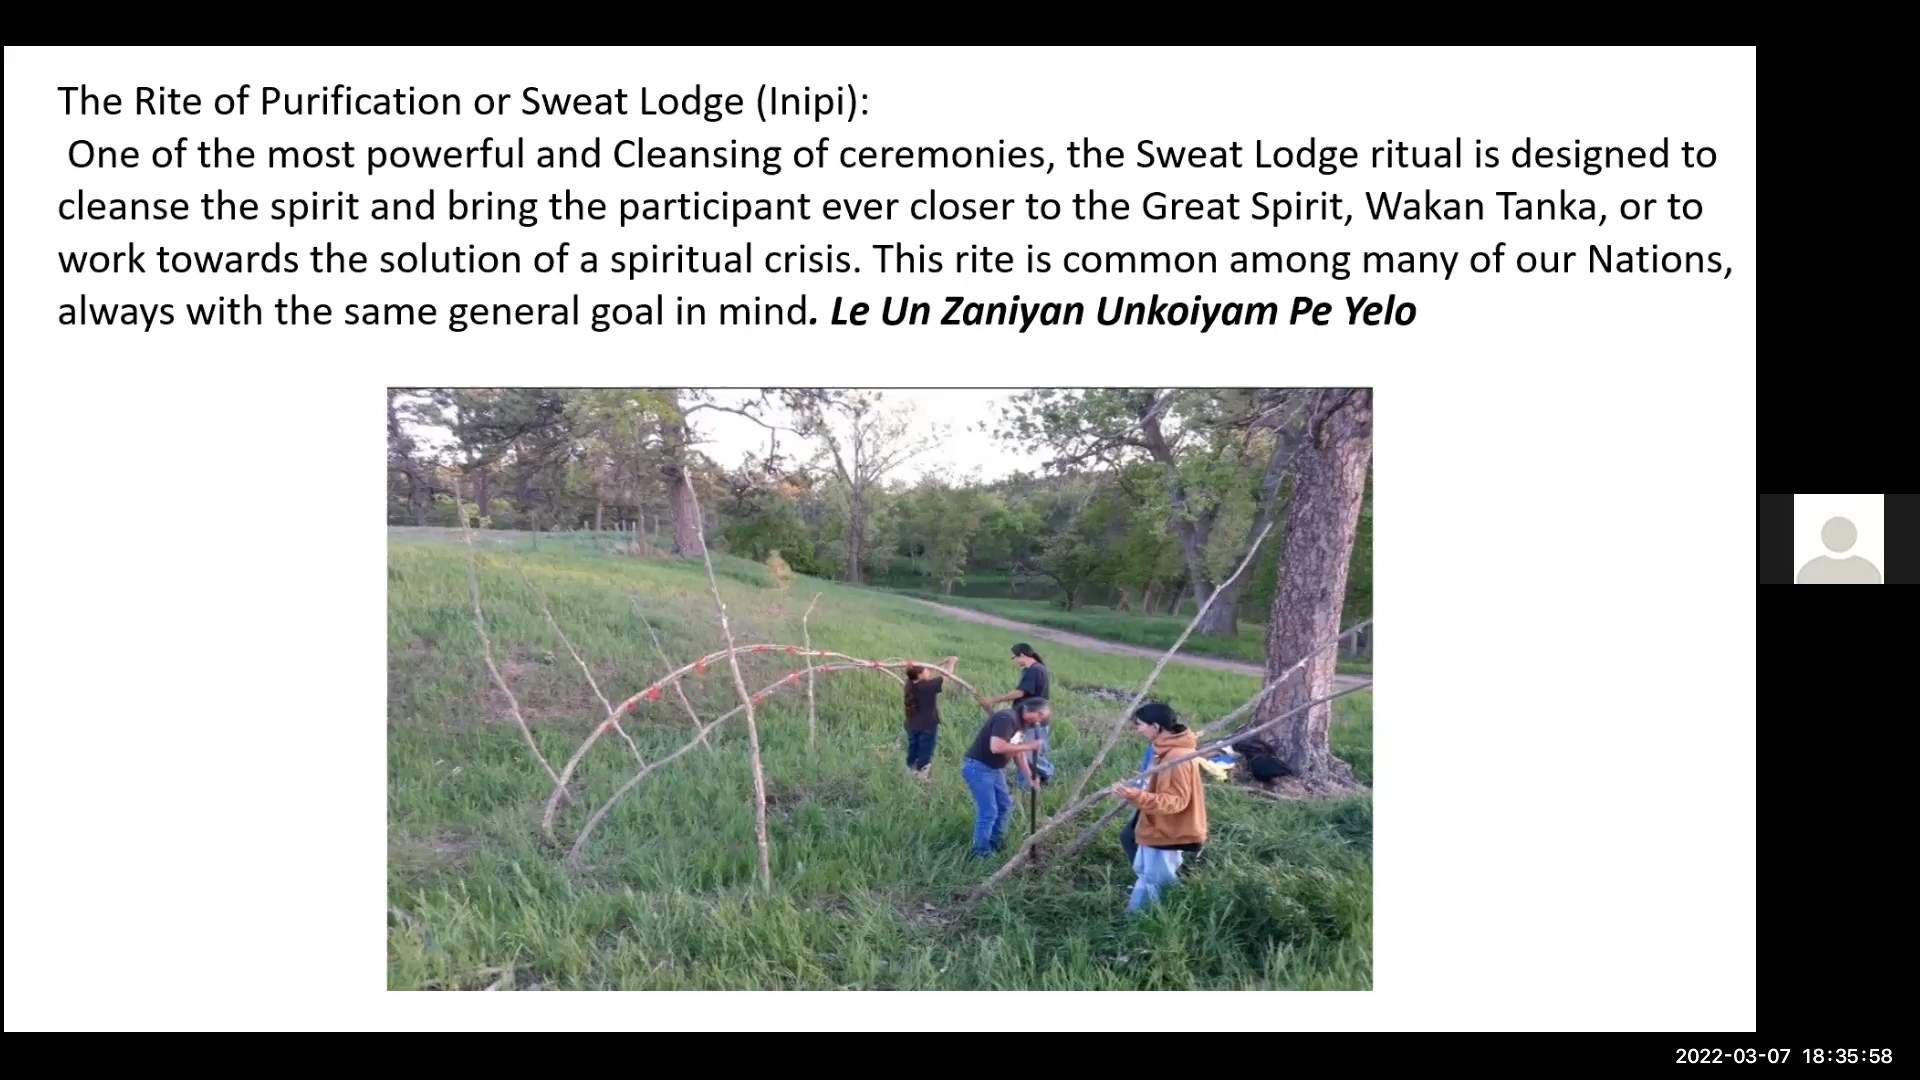 The Rite of Purification or Sweat Lodge (Inipi):
One of the most powerful and Cleansing of ceremonies, the Sweat Lodge ritual is designed to
cleanse the spirit and bring the participant ever closer to the Great Spirit, Wakan Tanka, or to
work towards the solution of a spiritual crisis. This rite is common among many of our Nations,
always with the same general goal in mind. Le Un Zaniyan Unkoiyam Pe Yelo
2022-03-07 18:35:58